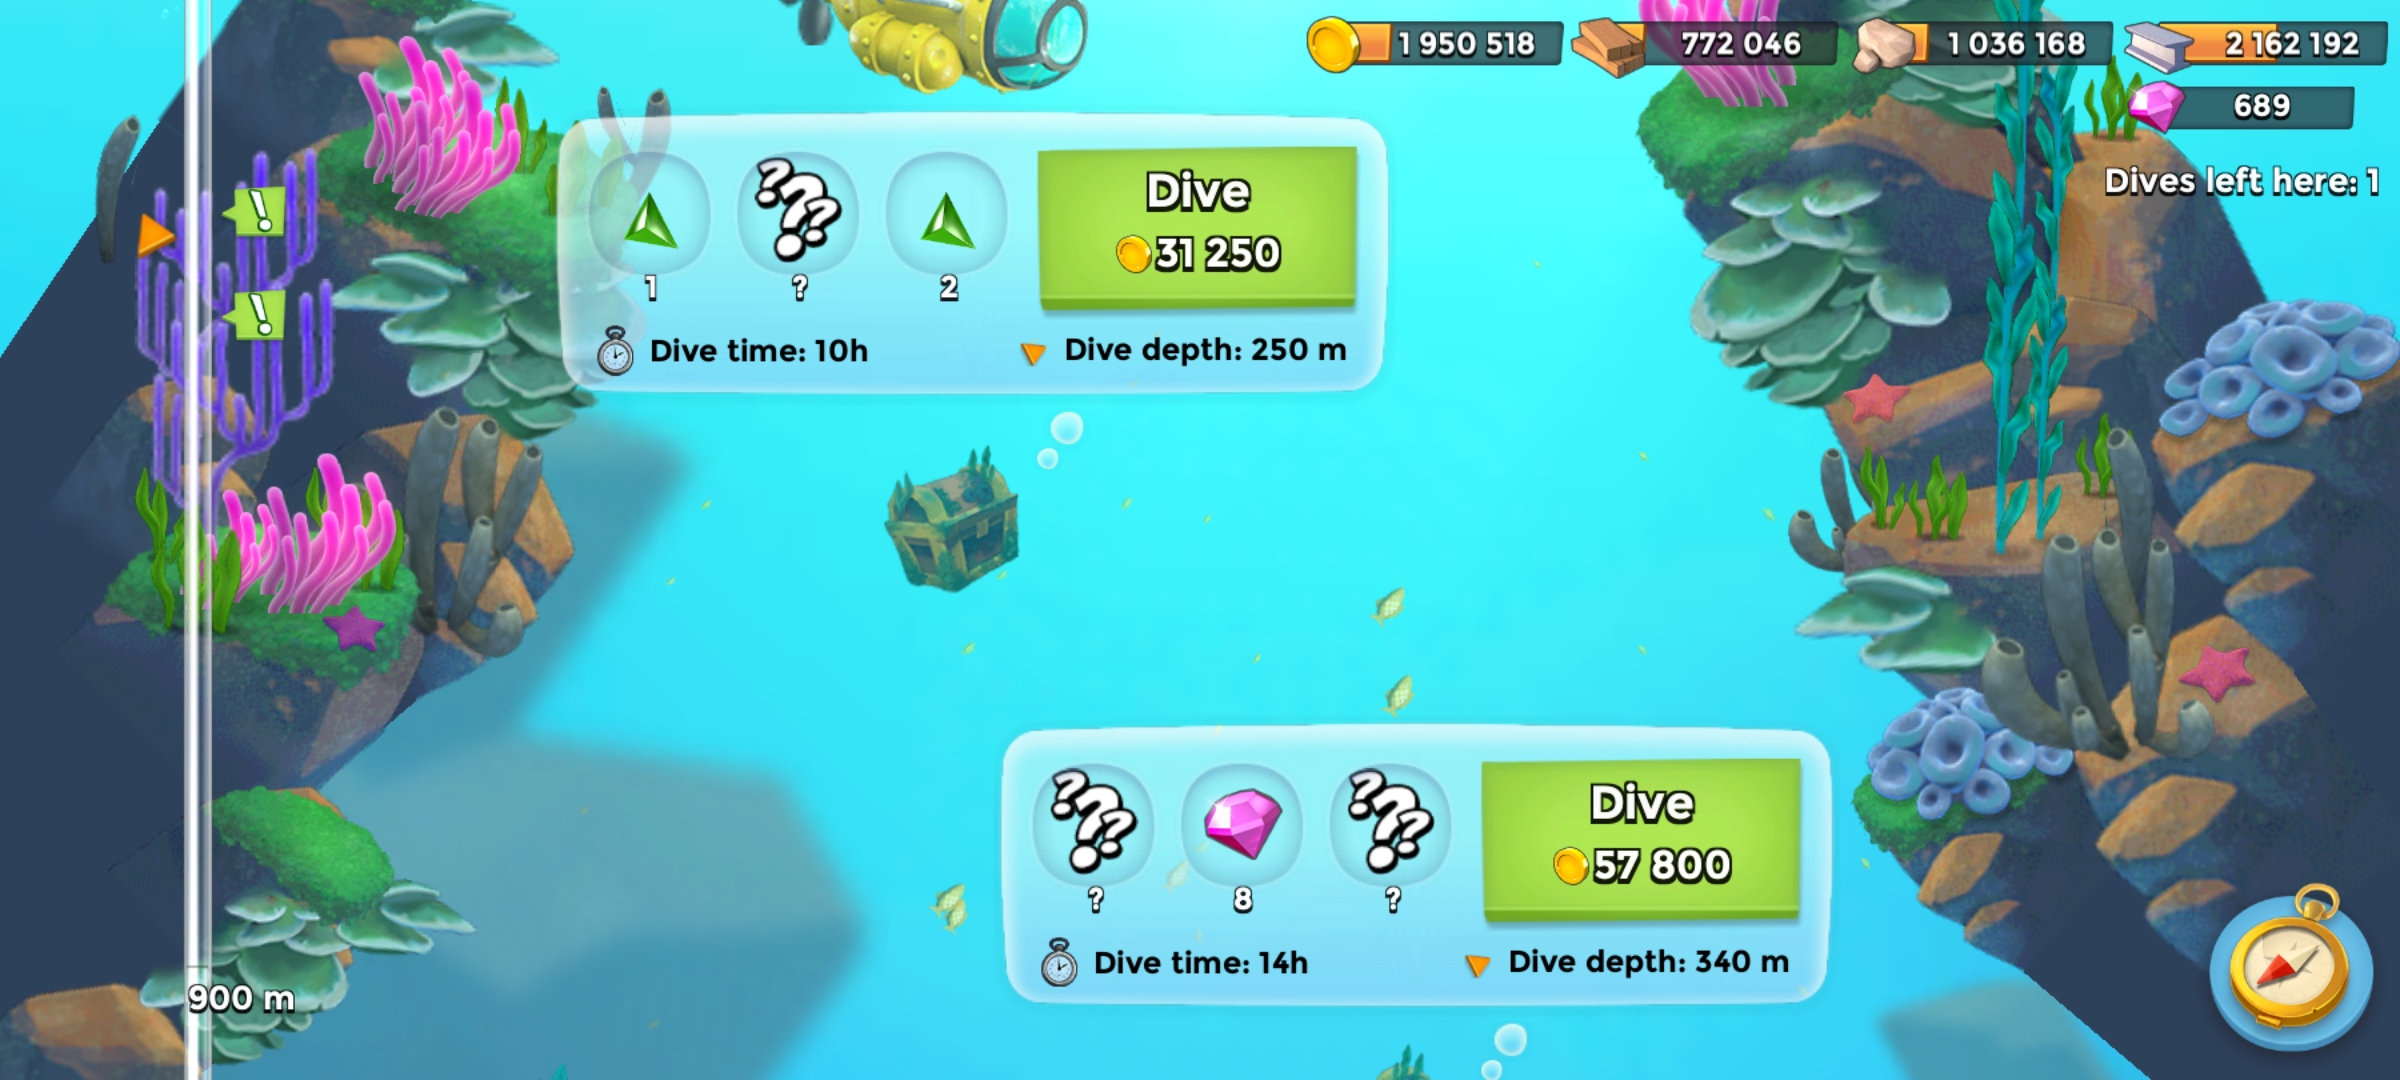 1 950 518
772 046
1 036 168
2 162 192
689
Dives left here: 1
!
!
???
1
?
2
Dive
31 250
Dive time: 10h
Dive depth: 250 m
???
???
?
8
?
Dive
57 800
Dive time: 14h
Dive depth: 340 m
900 m